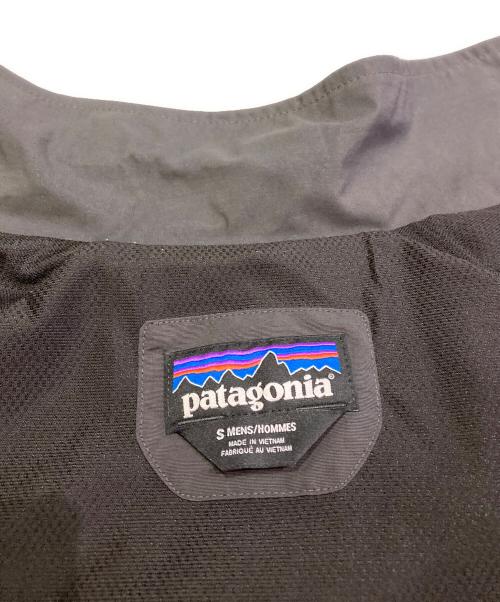 patagonia®
S MENS/HOMMES
MADE IN VIETNAM
FABRIQUÉ AU VIETNAM